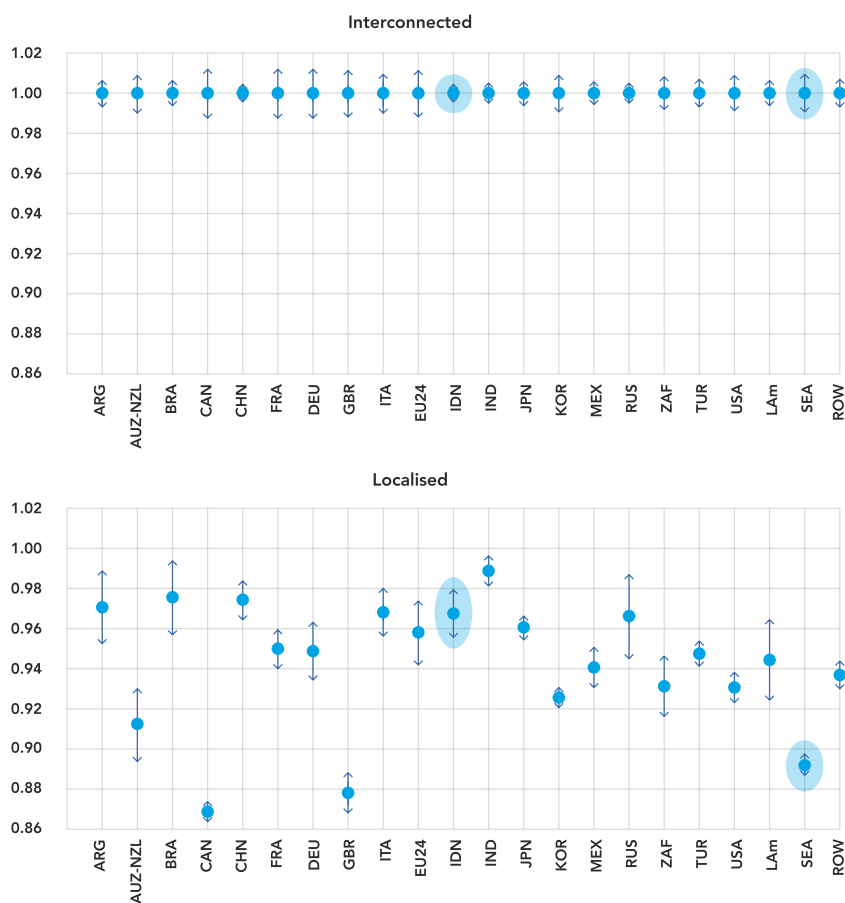 Interconnected
1.02
1.00
0.98
0.96
0.94
0.92
0.90
0.88
0.86
ARG
AUZ-NZL
BRA
CAN
CHN
FRA
DEU
GBR
ITA
EU24
IDN
IND
JPN
KOR
MEX
RUS
ZAF
TUR
USA
LAm
SEA
ROW
Localised
1.02
1.00
0.98
0.96
0.94
0.92
0.90
0.88
0.86
ARG
AUZ-NZL
BRA
CAN
CHN
FRA
DEU
GBR
ITA
EU24
IDN
IND
JPN
KOR
MEX
RUS
ZAF
TUR
USA
LAm
SEA
ROW